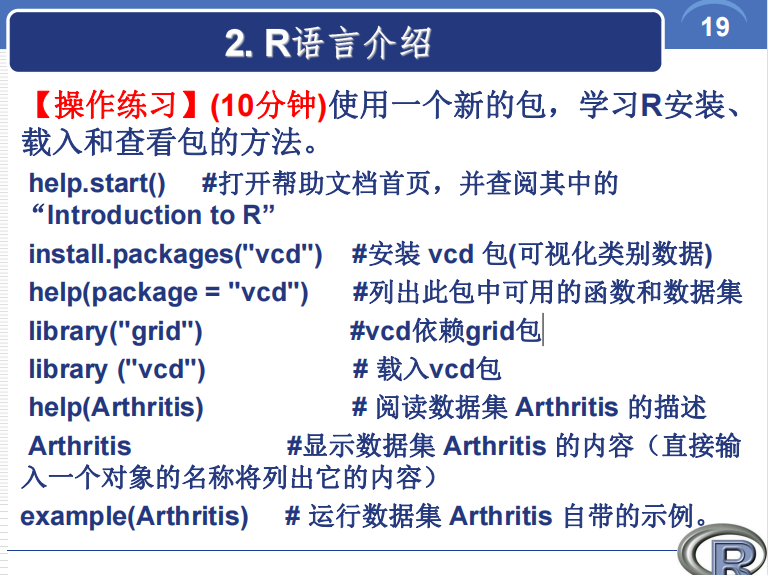 19
2. R语言介绍
【操作练习】(10分钟)使用一个新的包，学习R安装、
载入和查看包的方法。
help.start() #打开帮助文档首页，并查阅其中的
“Introduction to R”
install.packages("vcd") #安装 vcd 包(可视化类别数据)
help(package = "vcd") #列出此包中可用的函数和数据集
library("grid") #vcd依赖grid包
library ("vcd") # 载入vcd包
help(Arthritis) # 阅读数据集 Arthritis 的描述
Arthritis #显示数据集 Arthritis 的内容（直接输
入一个对象的名称将列出它的内容）
example(Arthritis) # 运行数据集 Arthritis 自带的示例。
R